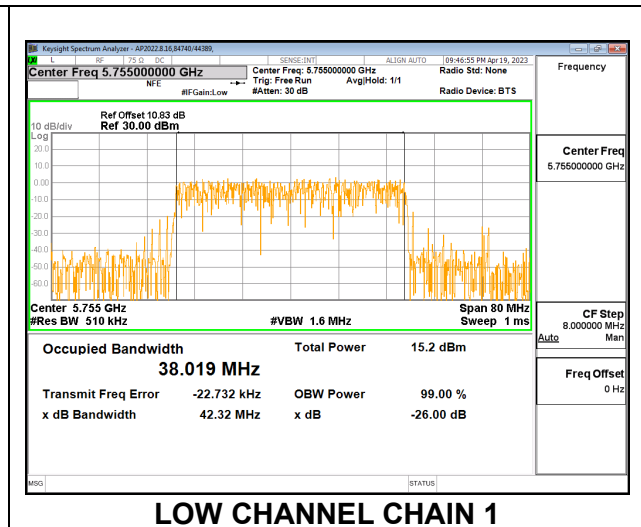 Keysight Spectrum Analyzer - AP2022.8.16,84740/44389,
L RF 75 Ω DC SENSE:INT ALIGN AUTO 09:46:55 PM Apr 19, 2023
Center Freq 5.755000000 GHz
NFE
#IFGain:Low
Center Freq: 5.755000000 GHz
Trig: Free Run Avg|Hold: 1/1
#Atten: 30 dB
Radio Std: None
Radio Device: BTS
Frequency
Ref Offset 10.83 dB
10 dB/div Ref 30.00 dBm
Log
20.0
10.0
0.00
-10.0
-20.0
-30.0
-40.0
-50.0
-60.0
Center Freq
5.755000000 GHz
Center 5.755 GHz Span 80 MHz
#Res BW 510 kHz #VBW 1.6 MHz Sweep 1 ms
CF Step
8.000000 MHz
Auto Man
Freq Offset
0 Hz
Occupied Bandwidth Total Power 15.2 dBm
38.019 MHz
Transmit Freq Error -22.732 kHz OBW Power 99.00 %
x dB Bandwidth 42.32 MHz x dB -26.00 dB
MSG STATUS
LOW CHANNEL CHAIN 1